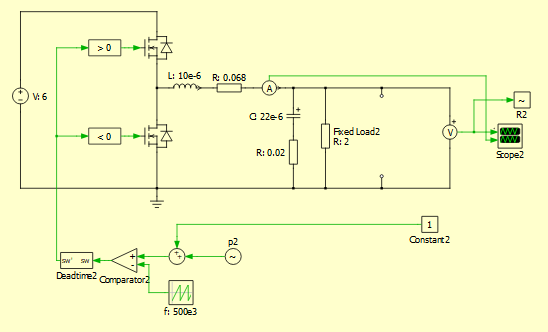 > 0
L: 10e-6
R: 0.068
A
V: 6
C: 22e-6
Fixed Load2
R: 2
R2
< 0
V
R: 0.02
Scope2
1
Constant2
p2
sw' sw
Deadtime2
Comparator2
f: 500e3